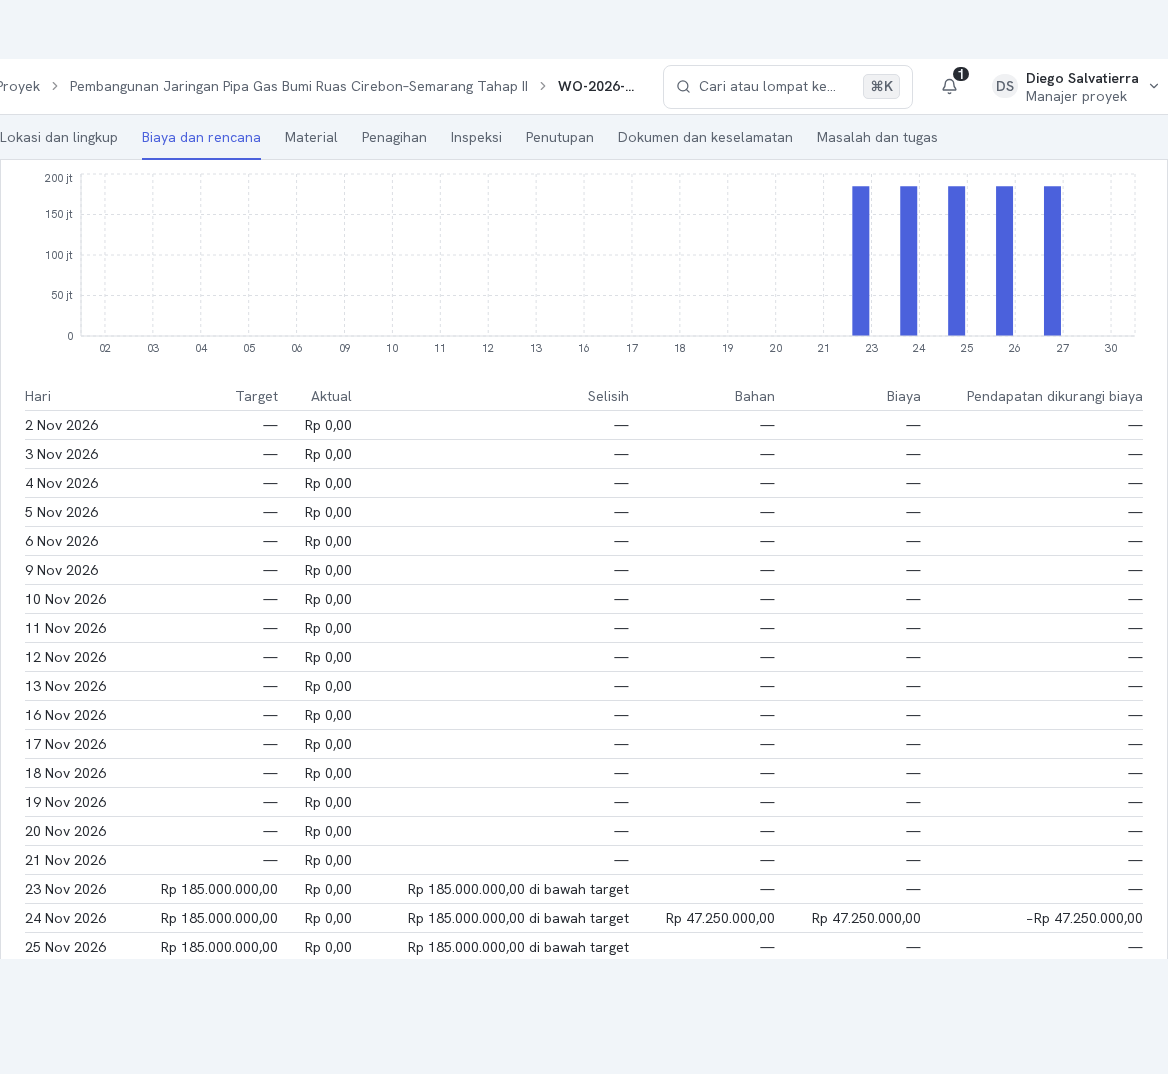 Proyek > Pembangunan Jaringan Pipa Gas Bumi Ruas Cirebon–Semarang Tahap II > WO-2026-... Cari atau lompat ke... ⌘K 1 DS Diego Salvatierra
Manajer proyek
Lokasi dan lingkup Biaya dan rencana Material Penagihan Inspeksi Penutupan Dokumen dan keselamatan Masalah dan tugas
200 jt
150 jt
100 jt
50 jt
0
02 03 04 05 06 09 10 11 12 13 16 17 18 19 20 21 23 24 25 26 27 30
Hari Target Aktual Selisih Bahan Biaya Pendapatan dikurangi biaya
2 Nov 2026 — Rp 0,00 — — — —
3 Nov 2026 — Rp 0,00 — — — —
4 Nov 2026 — Rp 0,00 — — — —
5 Nov 2026 — Rp 0,00 — — — —
6 Nov 2026 — Rp 0,00 — — — —
9 Nov 2026 — Rp 0,00 — — — —
10 Nov 2026 — Rp 0,00 — — — —
11 Nov 2026 — Rp 0,00 — — — —
12 Nov 2026 — Rp 0,00 — — — —
13 Nov 2026 — Rp 0,00 — — — —
16 Nov 2026 — Rp 0,00 — — — —
17 Nov 2026 — Rp 0,00 — — — —
18 Nov 2026 — Rp 0,00 — — — —
19 Nov 2026 — Rp 0,00 — — — —
20 Nov 2026 — Rp 0,00 — — — —
21 Nov 2026 — Rp 0,00 — — — —
23 Nov 2026 Rp 185.000.000,00 Rp 0,00 Rp 185.000.000,00 di bawah target — — —
24 Nov 2026 Rp 185.000.000,00 Rp 0,00 Rp 185.000.000,00 di bawah target Rp 47.250.000,00 Rp 47.250.000,00 −Rp 47.250.000,00
25 Nov 2026 Rp 185.000.000,00 Rp 0,00 Rp 185.000.000,00 di bawah target — — —